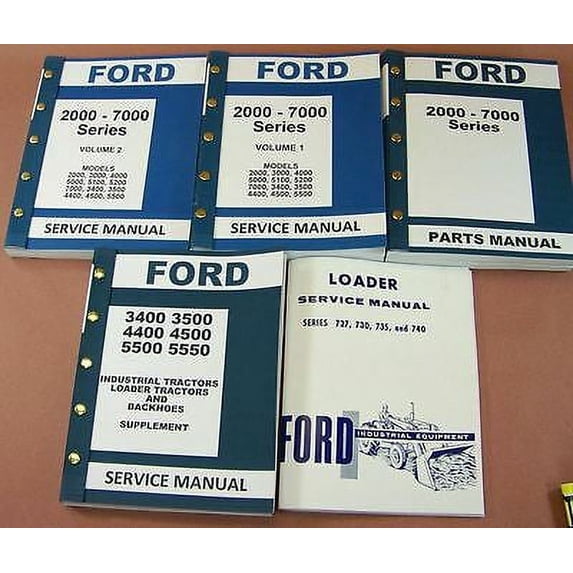 FORD
2000 - 7000
Series
VOLUME 2
MODELS
2000, 3000, 4000
5000, 5100, 5200
7000, 3400, 3500
4400, 4500, 5500
SERVICE MANUAL
FORD
2000 - 7000
Series
VOLUME 1
MODELS
2000, 3000, 4000
5000, 5100, 5200
7000, 3400, 3500
4400, 4500, 5500
SERVICE MANUAL
FORD
2000 - 7000
Series
PARTS MANUAL
FORD
3400 3500
4400 4500
5500 5550
INDUSTRIAL TRACTORS
LOADER TRACTORS
AND
BACKHOES
SUPPLEMENT
SERVICE MANUAL
LOADER
SERVICE MANUAL
SERIES 727, 730, 735, and 740
FORD
INDUSTRIAL EQUIPMENT